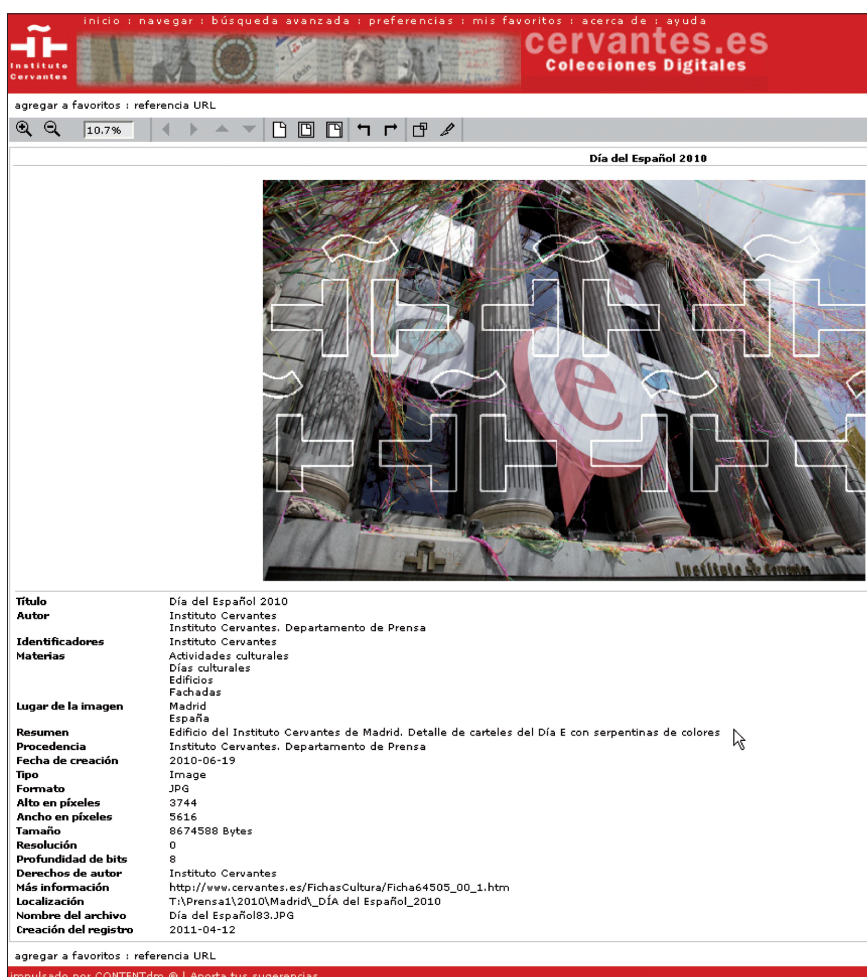 inicio : navegar : búsqueda avanzada : preferencias : mis favoritos : acerca de : ayuda
Instituto
Cervantes
cervantes.es
Colecciones Digitales
agregar a favoritos : referencia URL
10.7%
Día del Español 2010
e
Instituto Cervantes
Título Día del Español 2010
Autor Instituto Cervantes
Instituto Cervantes. Departamento de Prensa
Identificadores Instituto Cervantes
Materias Actividades culturales
Días culturales
Edificios
Fachadas
Lugar de la imagen Madrid
España
Resumen Edificio del Instituto Cervantes de Madrid. Detalle de carteles del Día E con serpentinas de colores
Procedencia Instituto Cervantes. Departamento de Prensa
Fecha de creación 2010-06-19
Tipo Image
Formato JPG
Alto en píxeles 3744
Ancho en píxeles 5616
Tamaño 8674588 Bytes
Resolución 0
Profundidad de bits 8
Derechos de autor Instituto Cervantes
Más información http://www.cervantes.es/FichasCultura/Ficha64505_00_1.htm
Localización T:\Prensa1\2010\Madrid\_DÍA del Español_2010
Nombre del archivo Día del Español83.JPG
Creación del registro 2011-04-12
agregar a favoritos : referencia URL
impulsado por CONTENTdm ® | Aporta tus sugerencias